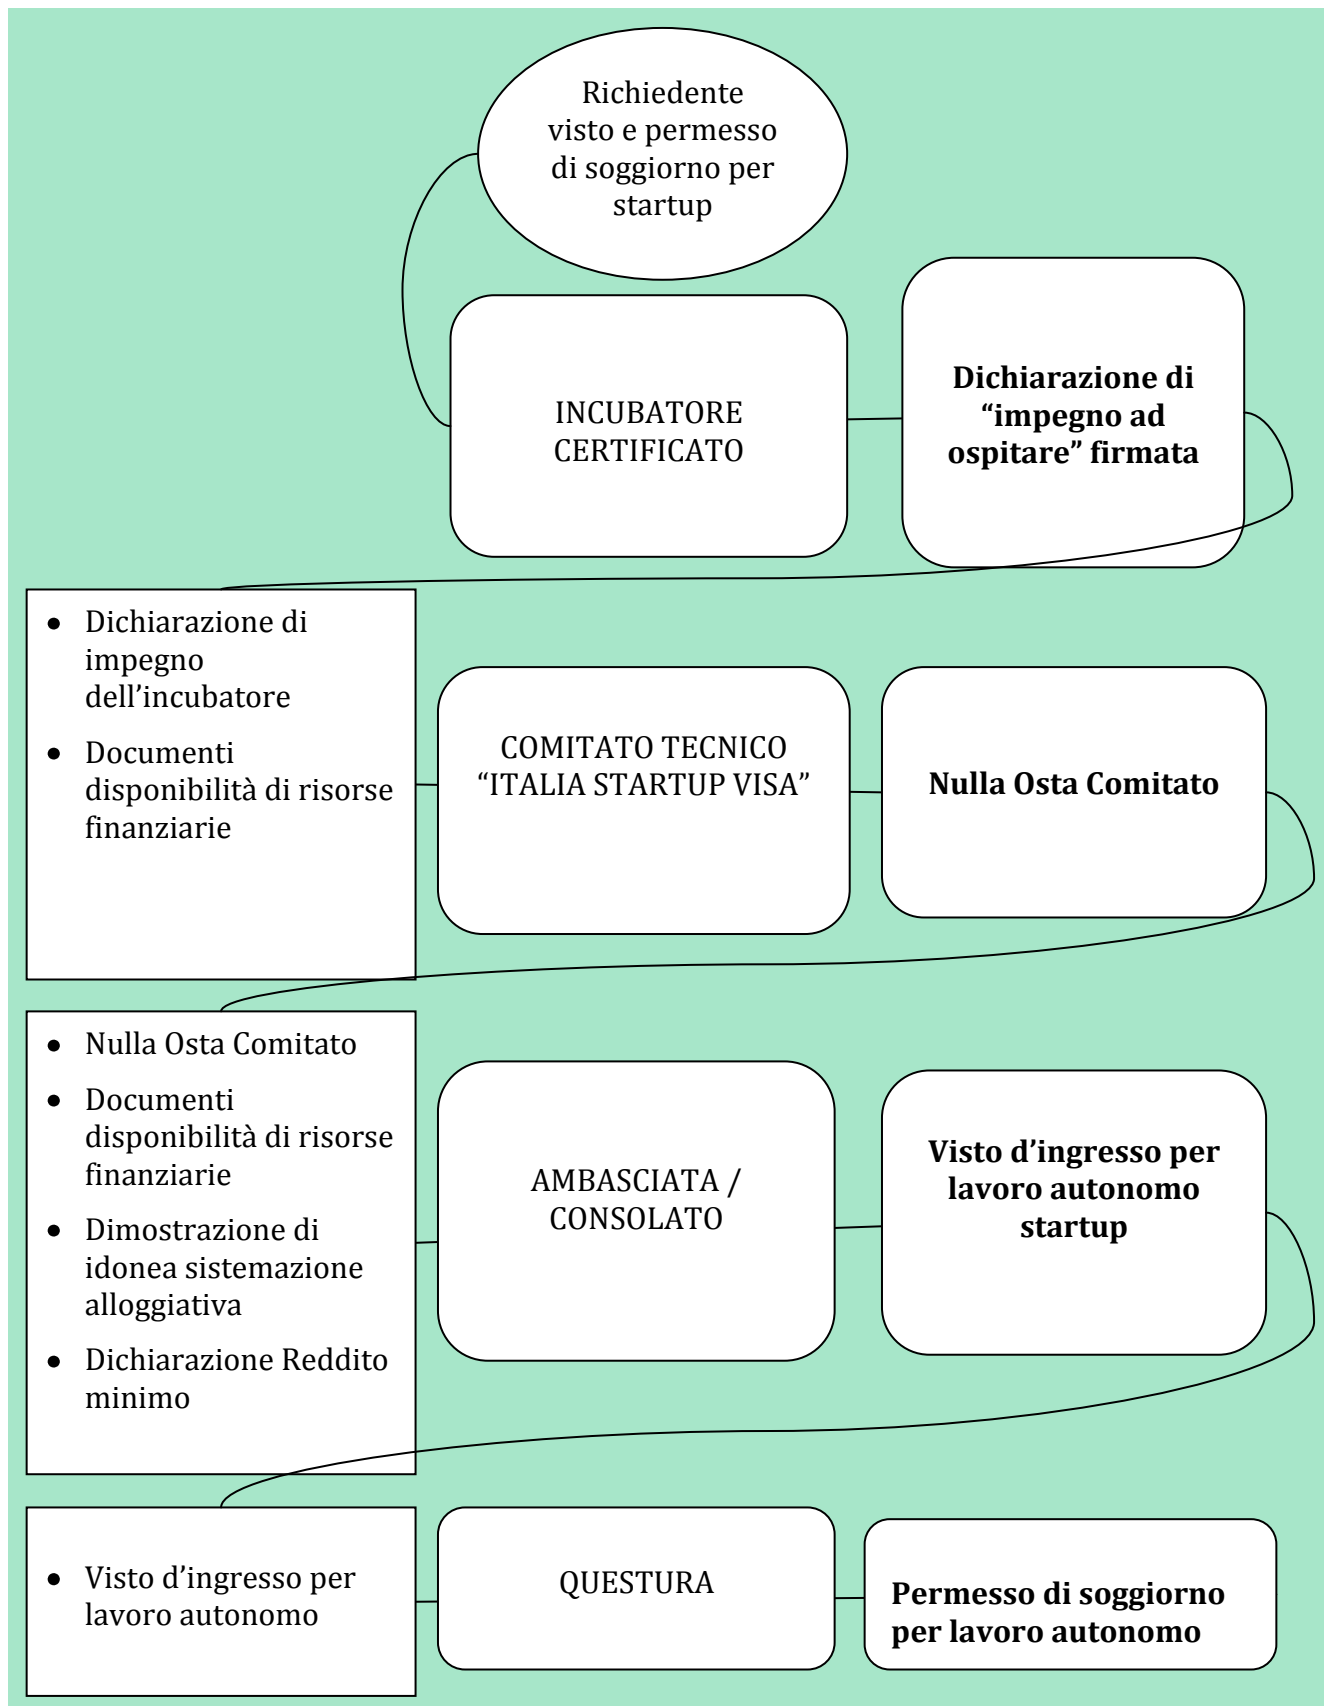 Richiedente
visto e permesso
di soggiorno per
startup
INCUBATORE
CERTIFICATO
Dichiarazione di
“impegno ad
ospitare” firmata
• Dichiarazione di
impegno
dell’incubatore
• Documenti
disponibilità di risorse
finanziarie
COMITATO TECNICO
“ITALIA STARTUP VISA”
Nulla Osta Comitato
• Nulla Osta Comitato
• Documenti
disponibilità di risorse
finanziarie
• Dimostrazione di
idonea sistemazione
alloggiativa
• Dichiarazione Reddito
minimo
AMBASCIATA /
CONSOLATO
Visto d’ingresso per
lavoro autonomo
startup
• Visto d’ingresso per
lavoro autonomo
QUESTURA
Permesso di soggiorno
per lavoro autonomo